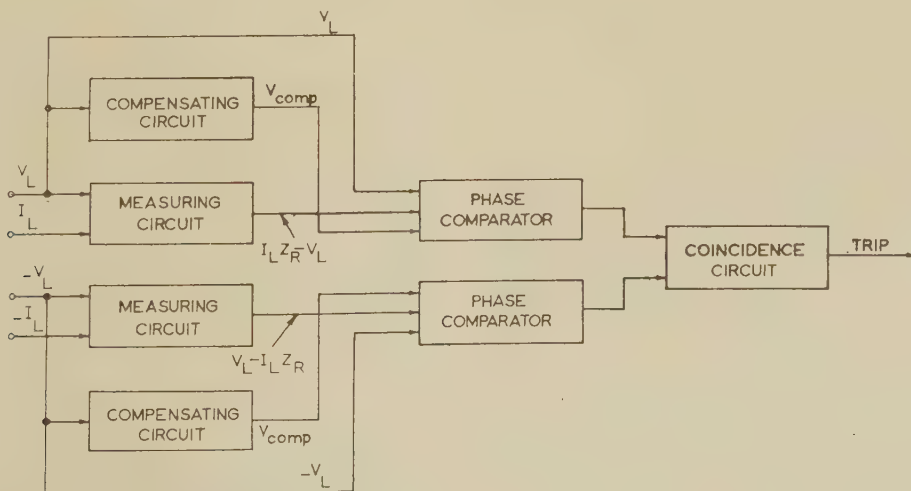 V_L
COMPENSATING
CIRCUIT
V_comp
V_L
I_L
MEASURING
CIRCUIT
I_L Z_R – V_L
PHASE
COMPARATOR
COINCIDENCE
CIRCUIT
TRIP
–V_L
–I_L
MEASURING
CIRCUIT
V_L – I_L Z_R
PHASE
COMPARATOR
COMPENSATING
CIRCUIT
V_comp
–V_L